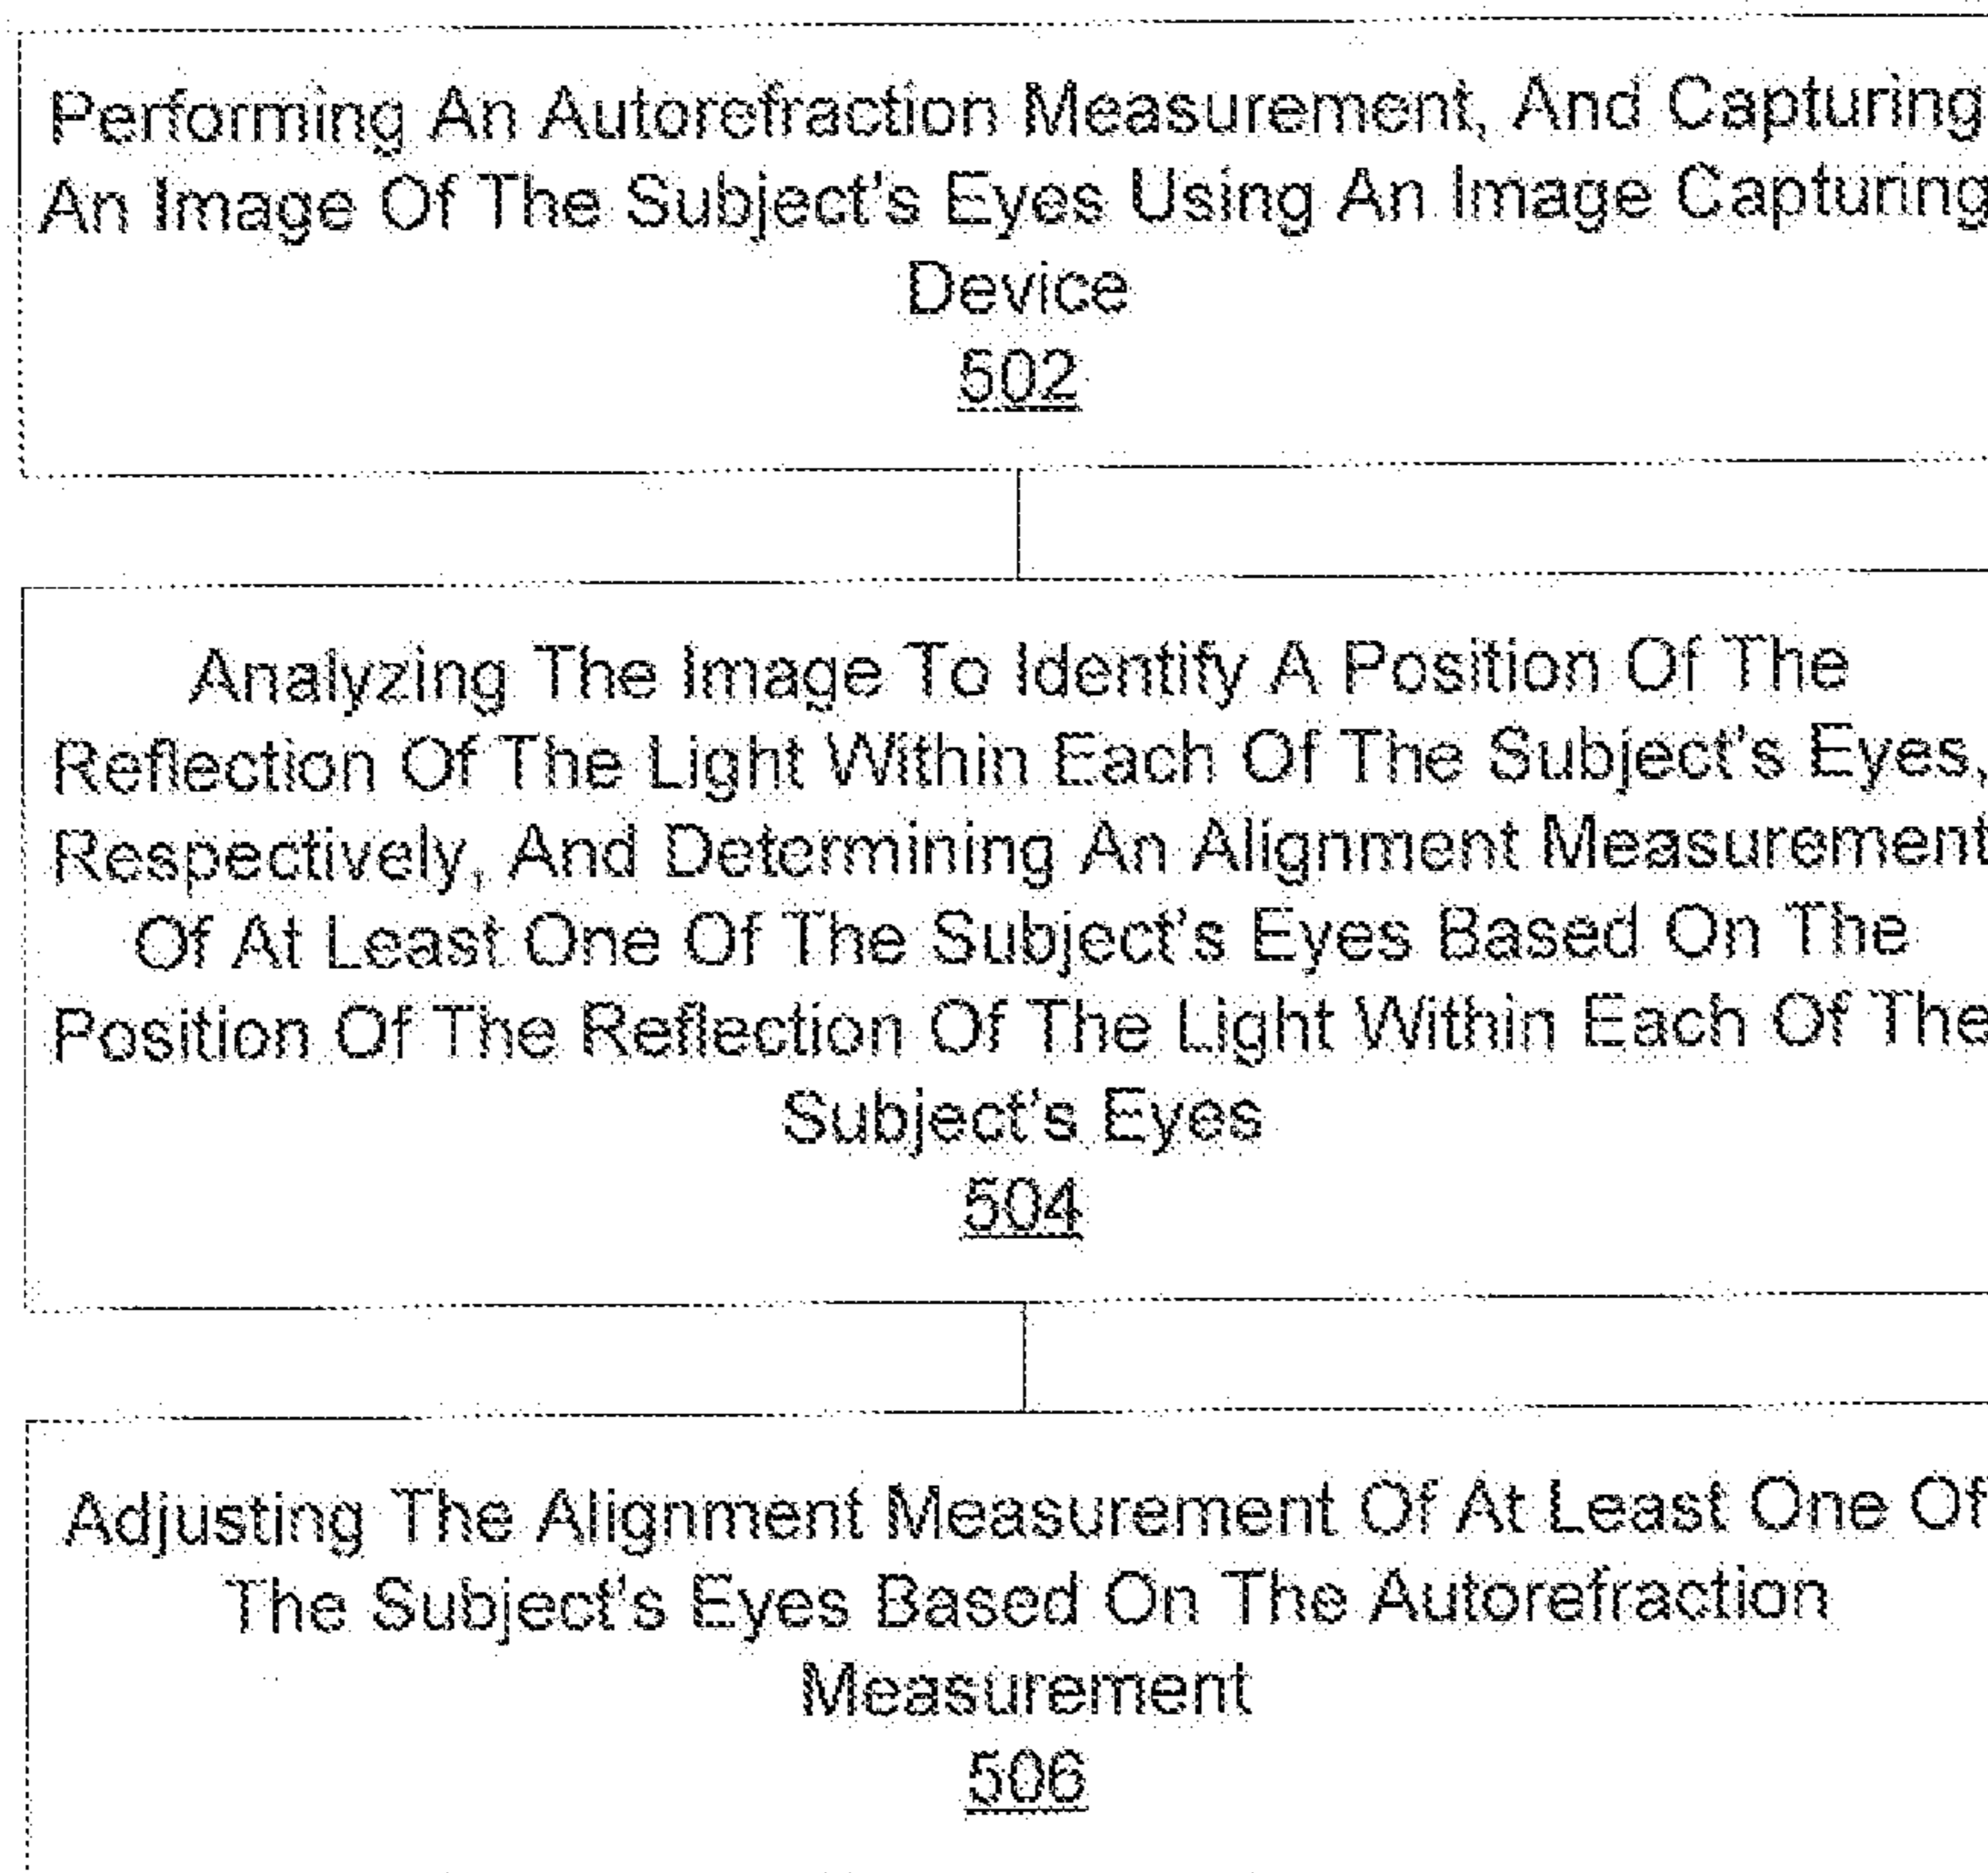 Performing An Autorefraction Measurement, And Capturing
An Image Of The Subject's Eyes Using An Image Capturing
Device
502
Analyzing The Image To Identify A Position Of The
Reflection Of The Light Within Each Of The Subject's Eyes,
Respectively, And Determining An Alignment Measurement
Of At Least One Of The Subject's Eyes Based On The
Position Of The Reflection Of The Light Within Each Of The
Subject's Eyes
504
Adjusting The Alignment Measurement Of At Least One Of
The Subject's Eyes Based On The Autorefraction
Measurement
506